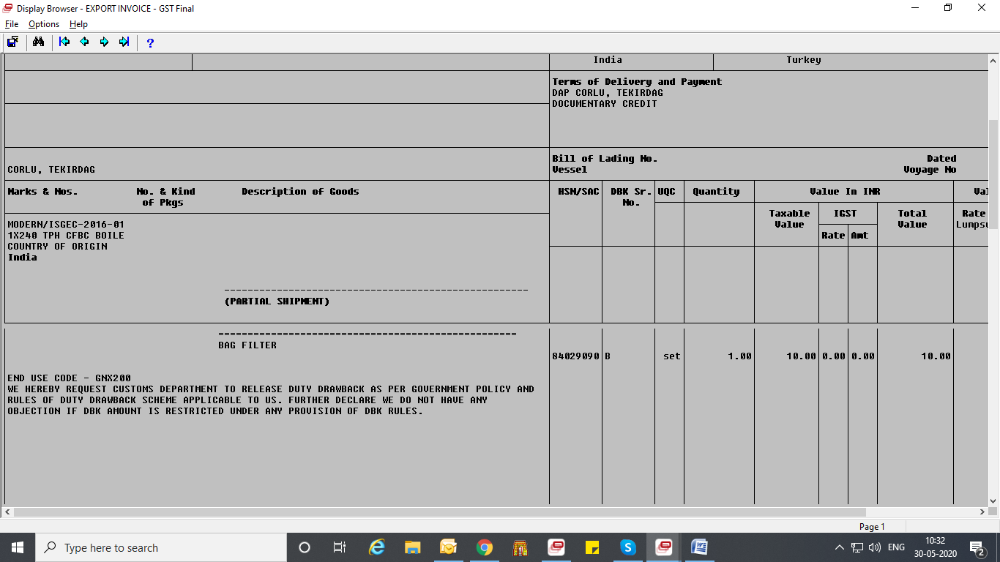 Display Browser - EXPORT INVOICE - GST Final
File Options Help
India Turkey
Terms of Delivery and Payment
DAP CORLU, TEKIRDAG
DOCUMENTARY CREDIT
Bill of Lading No. Dated
CORLU, TEKIRDAG Vessel Voyage No
Marks & Nos. No. & Kind Description of Goods HSN/SAC DBK Sr. UQC Quantity Value In INR Val
of Pkgs No.
Taxable IGST Total Rate
Value Value Lumpsu
Rate Amt
MODERN/ISGEC-2016-01
1X240 TPH CFBC BOILE
COUNTRY OF ORIGIN
India
(PARTIAL SHIPMENT)
BAG FILTER
84029090 B set 1.00 10.00 0.00 0.00 10.00
END USE CODE - GNX200
WE HEREBY REQUEST CUSTOMS DEPARTMENT TO RELEASE DUTY DRAWBACK AS PER GOVERNMENT POLICY AND
RULES OF DUTY DRAWBACK SCHEME APPLICABLE TO US. FURTHER DECLARE WE DO NOT HAVE ANY
OBJECTION IF DBK AMOUNT IS RESTRICTED UNDER ANY PROVISION OF DBK RULES.
Page 1
Type here to search
ENG
10:32
30-05-2020
2